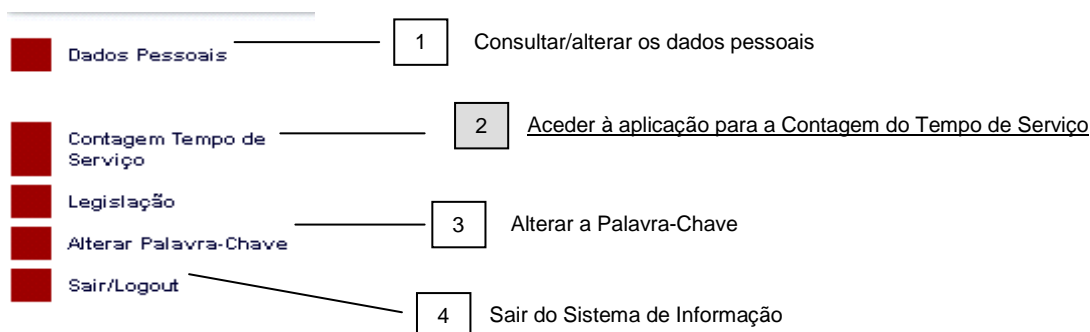 Dados Pessoais
1
Consultar/alterar os dados pessoais
Contagem Tempo de
Serviço
2
Aceder à aplicação para a Contagem do Tempo de Serviço
Legislação
Alterar Palavra-Chave
3
Alterar a Palavra-Chave
Sair/Logout
4
Sair do Sistema de Informação